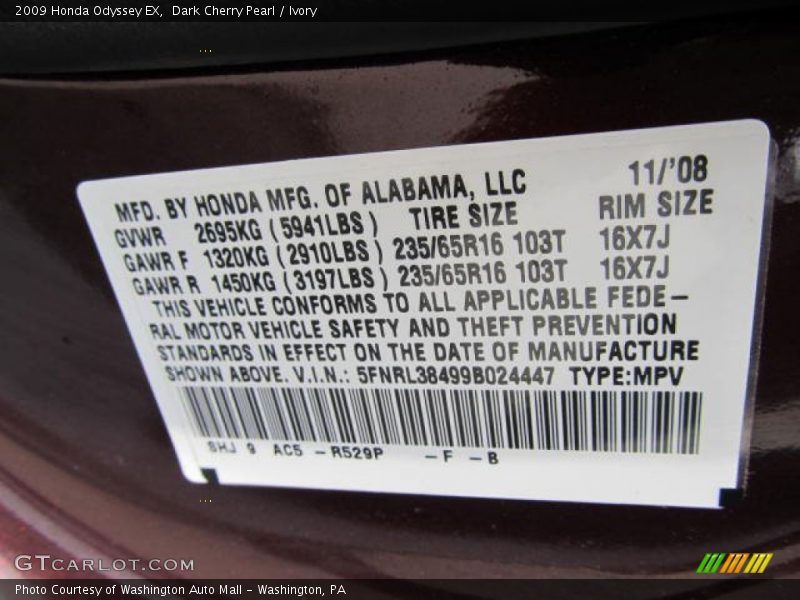 2009 Honda Odyssey EX, Dark Cherry Pearl / Ivory
11/'08
MFD. BY HONDA MFG. OF ALABAMA, LLC
GVWR 2695KG (5941LBS) TIRE SIZE RIM SIZE
GAWR F 1320KG (2910LBS) 235/65R16 103T 16X7J
GAWR R 1450KG (3197LBS) 235/65R16 103T 16X7J
THIS VEHICLE CONFORMS TO ALL APPLICABLE FEDE-
RAL MOTOR VEHICLE SAFETY AND THEFT PREVENTION
STANDARDS IN EFFECT ON THE DATE OF MANUFACTURE
SHOWN ABOVE. V.I.N.: 5FNRL38499B024447 TYPE:MPV
SHJ 9 AC5 -R529P -F -B
GTCARLOT.COM
Photo Courtesy of Washington Auto Mall - Washington, PA